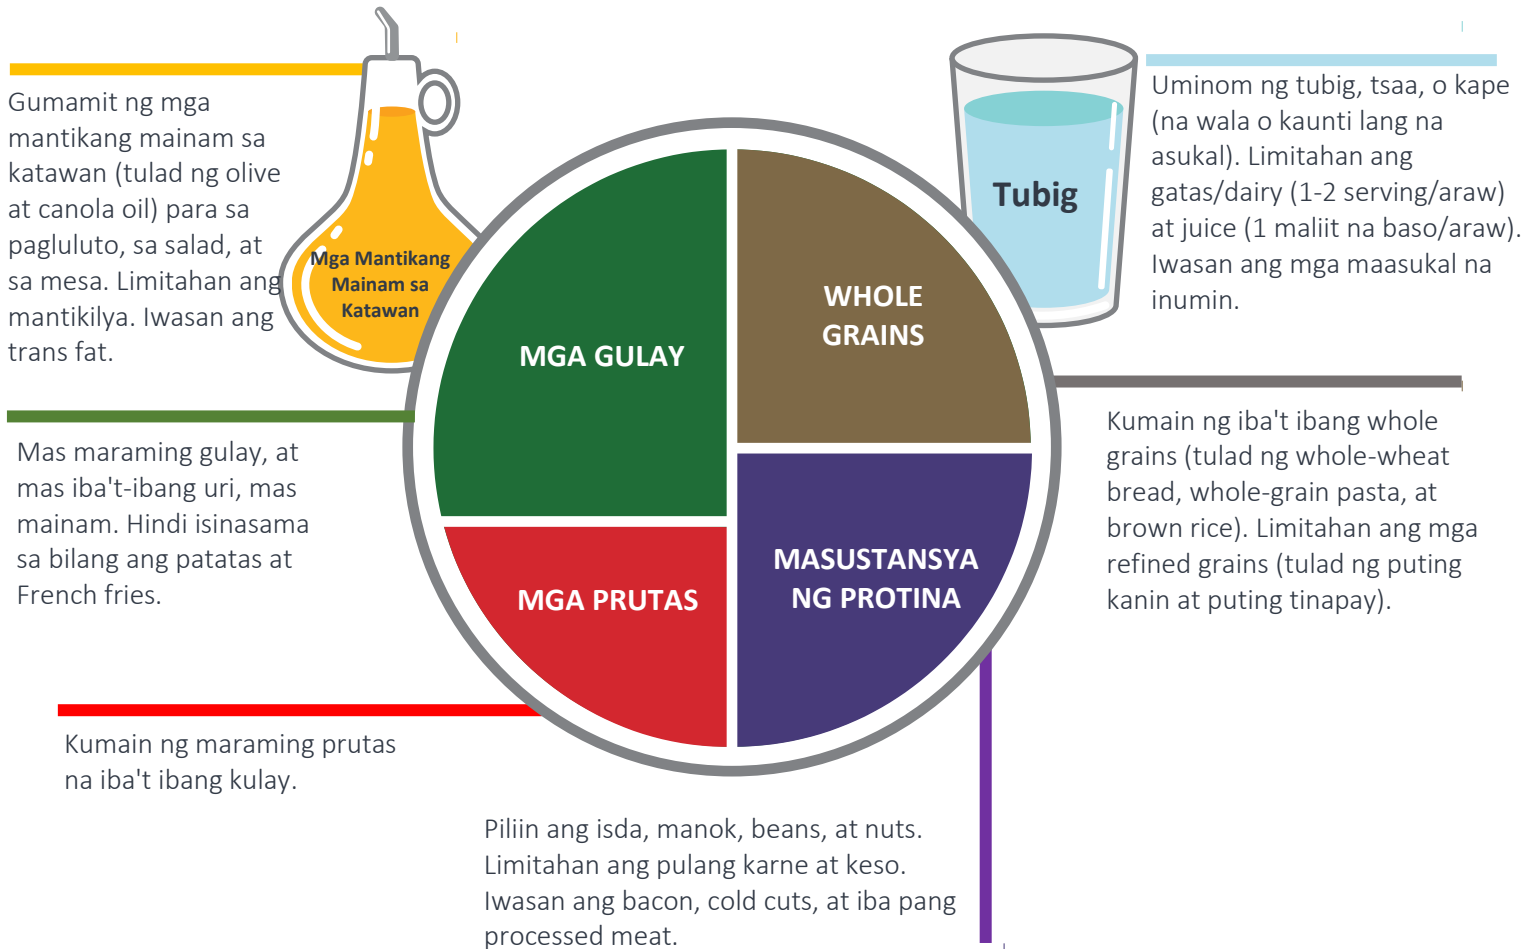 Gumamit ng mga
mantikang mainam sa
katawan (tulad ng olive
at canola oil) para sa
pagluluto, sa salad, at
sa mesa. Limitahan ang
mantikilya. Iwasan ang
trans fat.
Mga Mantikang
Mainam sa
Katawan
Tubig
Uminom ng tubig, tsaa, o kape
(na wala o kaunti lang na
asukal). Limitahan ang
gatas/dairy (1-2 serving/araw)
at juice (1 maliit na baso/araw).
Iwasan ang mga maasukal na
inumin.
MGA GULAY
WHOLE
GRAINS
Mas maraming gulay, at
mas iba't-ibang uri, mas
mainam. Hindi isinasama
sa bilang ang patatas at
French fries.
Kumain ng iba't ibang whole
grains (tulad ng whole-wheat
bread, whole-grain pasta, at
brown rice). Limitahan ang mga
refined grains (tulad ng puting
kanin at puting tinapay).
MGA PRUTAS
MASUSTANSYA
NG PROTINA
Kumain ng maraming prutas
na iba't ibang kulay.
Piliin ang isda, manok, beans, at nuts.
Limitahan ang pulang karne at keso.
Iwasan ang bacon, cold cuts, at iba pang
processed meat.